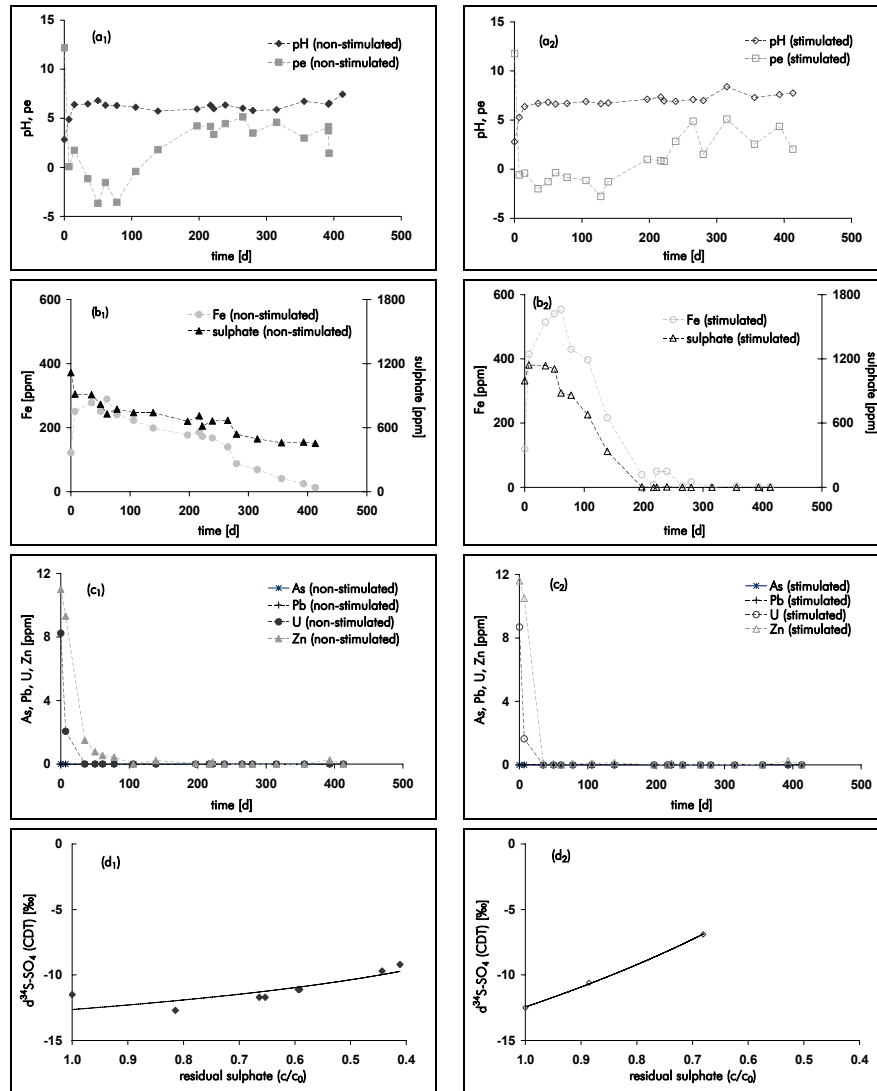 (a1)
pH (non-stimulated)
pe (non-stimulated)
15
10
5
0
-5
pH, pe
0 100 200 300 400 500
time [d]
(a2)
pH (stimulated)
pe (stimulated)
15
10
5
0
-5
pH, pe
0 100 200 300 400 500
time [d]
(b1)
Fe (non-stimulated)
sulphate (non-stimulated)
600
400
200
0
Fe [ppm]
1800
1200
600
0
sulphate [ppm]
0 100 200 300 400 500
time [d]
(b2)
Fe (stimulated)
sulphate (stimulated)
600
400
200
0
Fe [ppm]
1800
1200
600
0
sulphate [ppm]
0 100 200 300 400 500
time [d]
(c1)
As (non-stimulated)
Pb (non-stimulated)
U (non-stimulated)
Zn (non-stimulated)
12
8
4
0
As, Pb, U, Zn [ppm]
0 100 200 300 400 500
time [d]
(c2)
As (stimulated)
Pb (stimulated)
U (stimulated)
Zn (stimulated)
12
8
4
0
As, Pb, U, Zn [ppm]
0 100 200 300 400 500
time [d]
(d1)
0
-5
-10
-15
d34S-SO4 (CDT) [‰]
1.0 0.9 0.8 0.7 0.6 0.5 0.4
residual sulphate (c/c0)
(d2)
0
-5
-10
-15
d34S-SO4 (CDT) [‰]
1.0 0.9 0.8 0.7 0.6 0.5 0.4
residual sulphate (c/c0)